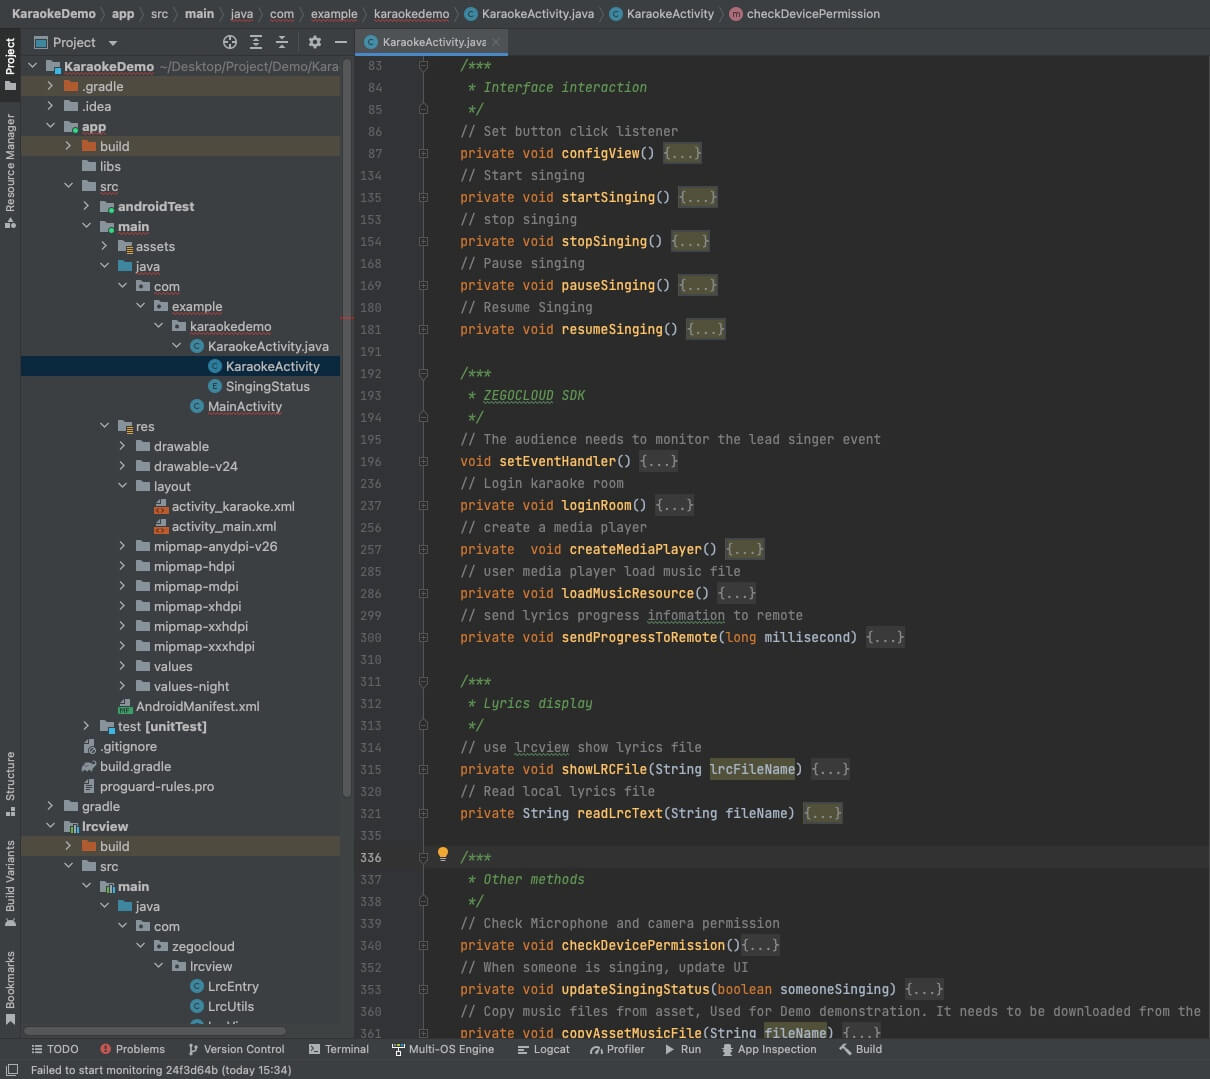 KaraokeDemo > app > src > main > java > com > example > karaokedemo > KaraokeActivity.java > KaraokeActivity > checkDevicePermission
Project
KaraokeActivity.java
Project
Resource Manager
Structure
Build Variants
Bookmarks
KaraokeDemo ~/Desktop/Project/Demo/Kara
.gradle
.idea
app
build
libs
src
androidTest
main
assets
java
com
example
karaokedemo
KaraokeActivity.java
KaraokeActivity
SingingStatus
MainActivity
res
drawable
drawable-v24
layout
activity_karaoke.xml
activity_main.xml
mipmap-anydpi-v26
mipmap-hdpi
mipmap-mdpi
mipmap-xhdpi
mipmap-xxhdpi
mipmap-xxxhdpi
values
values-night
AndroidManifest.xml
test [unitTest]
.gitignore
build.gradle
proguard-rules.pro
gradle
lrcview
build
src
main
java
com
zegocloud
lrcview
LrcEntry
LrcUtils
83 /***
84 * Interface interaction
85 */
86 // Set button click listener
87 private void configView() {...}
134 // Start singing
135 private void startSinging() {...}
153 // stop singing
154 private void stopSinging() {...}
168 // Pause singing
169 private void pauseSinging() {...}
180 // Resume Singing
181 private void resumeSinging() {...}
191
192 /***
193 * ZEGOCLOUD SDK
194 */
195 // The audience needs to monitor the lead singer event
196 void setEventHandler() {...}
236 // Login karaoke room
237 private void loginRoom() {...}
256 // create a media player
257 private  void createMediaPlayer() {...}
285 // user media player load music file
286 private void loadMusicResource() {...}
299 // send lyrics progress infomation to remote
300 private void sendProgressToRemote(long millisecond) {...}
310
311 /***
312 * Lyrics display
313 */
314 // use lrcview show lyrics file
315 private void showLRCFile(String lrcFileName) {...}
320 // Read local lyrics file
321 private String readLrcText(String fileName) {...}
335
336 /***
337 * Other methods
338 */
339 // Check Microphone and camera permission
340 private void checkDevicePermission(){...}
352 // When someone is singing, update UI
353 private void updateSingingStatus(boolean someoneSinging) {...}
360 // Copy music files from asset, Used for Demo demonstration. It needs to be downloaded from the
361 private void copyAssetMusicFile(String fileName) {...}
TODO Problems Version Control Terminal Multi-OS Engine Logcat Profiler Run App Inspection Build
Failed to start monitoring 24f3d64b (today 15:34)